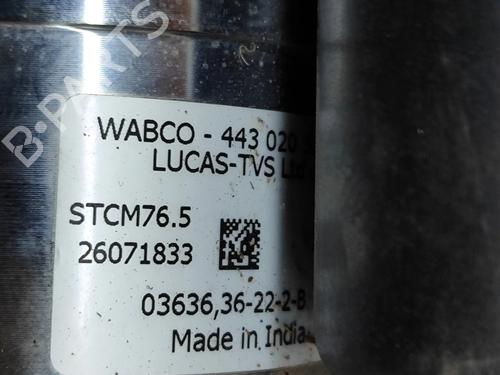 B-PARTS
WABCO - 443 020
LUCAS-TVS Ltd
STCM76.5
26071833
03636,36-22-2-B
Made in India